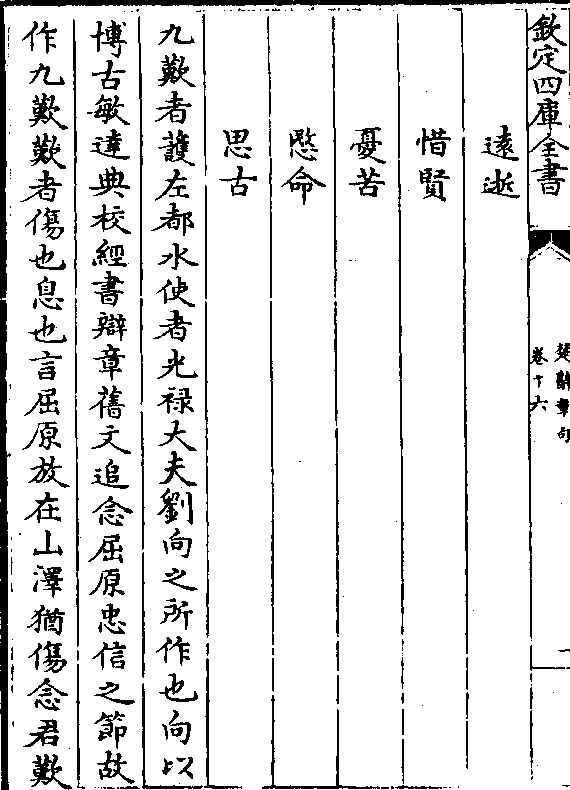 欽定四庫全書
楚辭章句
卷十六
一
遠逝
惜賢
憂苦
愍命
思古
九歎者護左都水使者光祿大夫劉向之所作也向以
博古敏達典校經書辯章舊文追念屈原忠信之節故
作九歎歎者傷也息也言屈原放在山澤猶傷念君歎